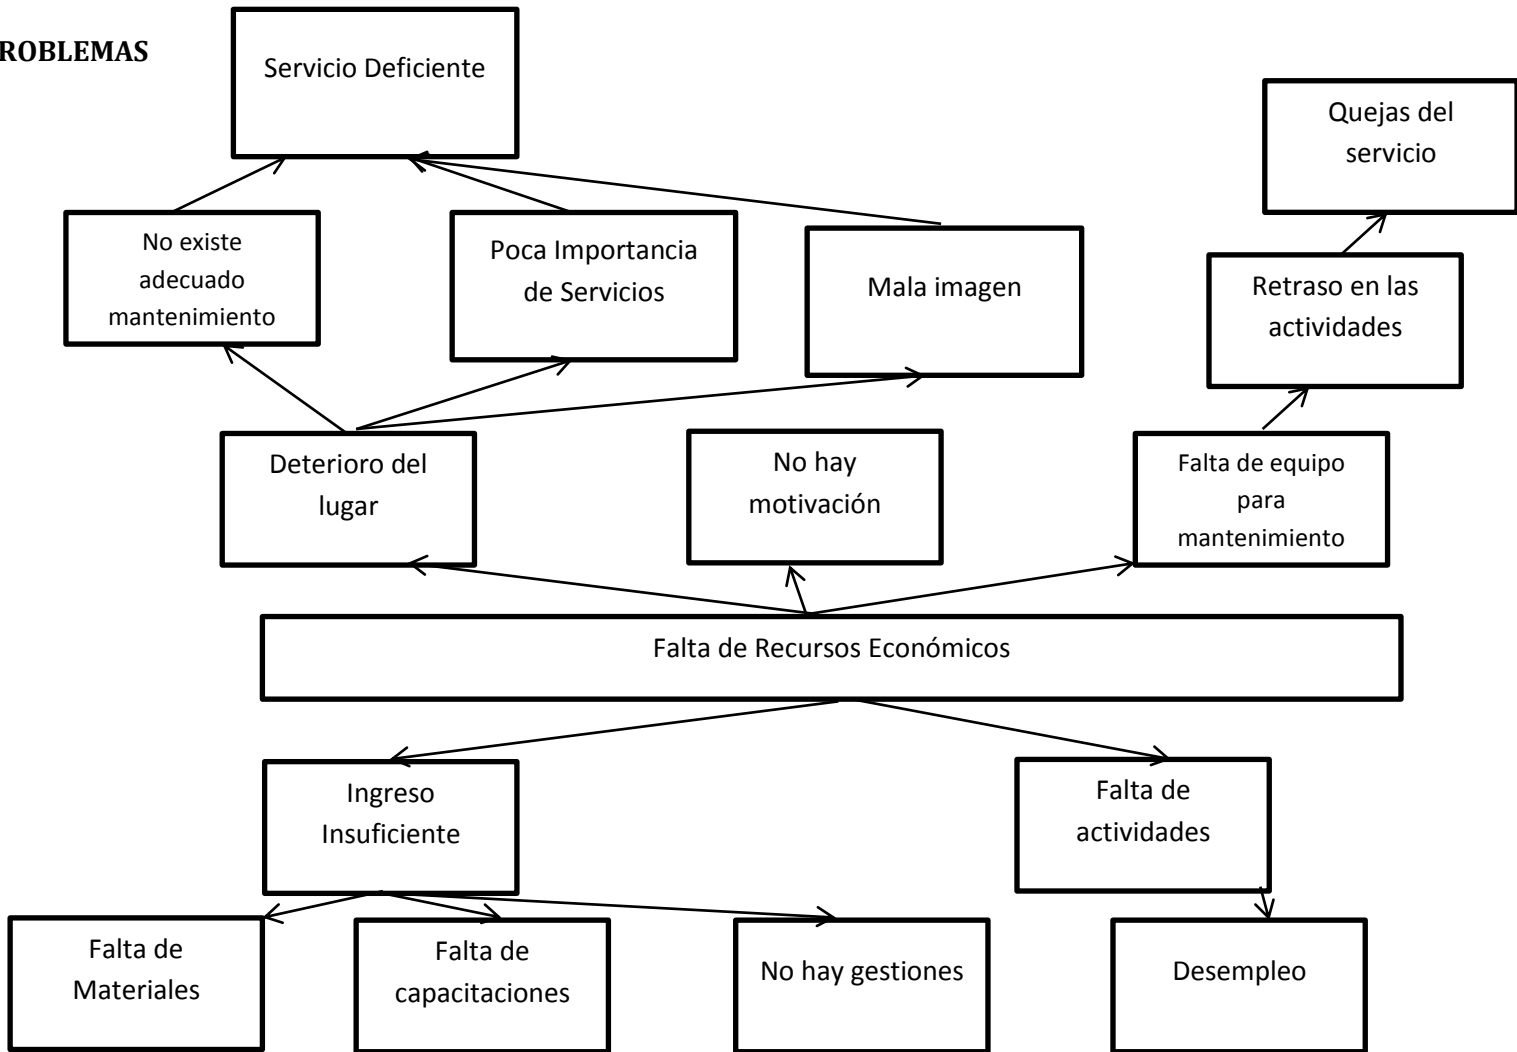 ROBLEMAS
Servicio Deficiente
Quejas del
servicio
No existe
adecuado
mantenimiento
Poca Importancia
de Servicios
Mala imagen
Retraso en las
actividades
Deterioro del
lugar
No hay
motivación
Falta de equipo
para
mantenimiento
Falta de Recursos Económicos
Ingreso
Insuficiente
Falta de
actividades
Falta de
Materiales
Falta de
capacitaciones
No hay gestiones
Desempleo